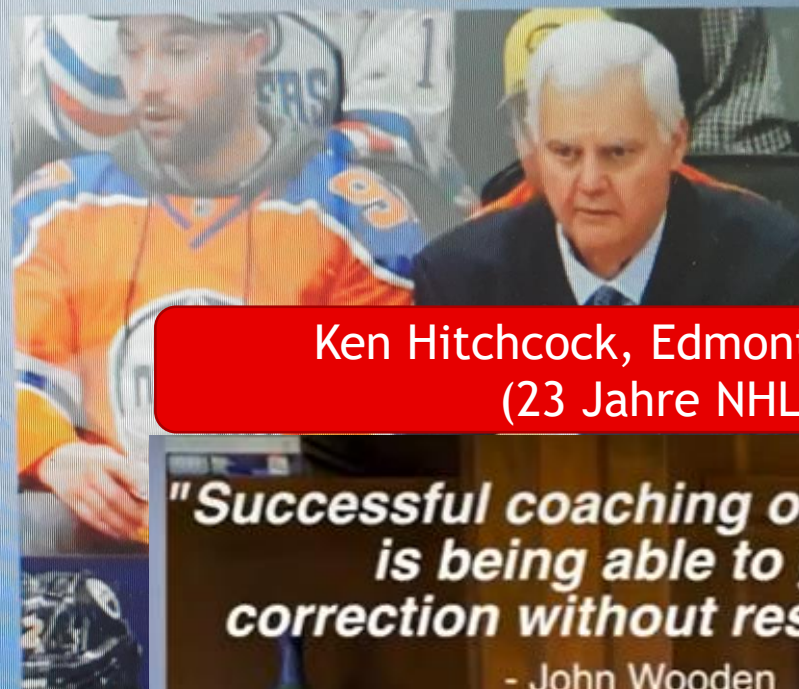 Ken Hitchcock, Edmont
(23 Jahre NHL
"Successful coaching o
is being able to
correction without res
- John Wooden